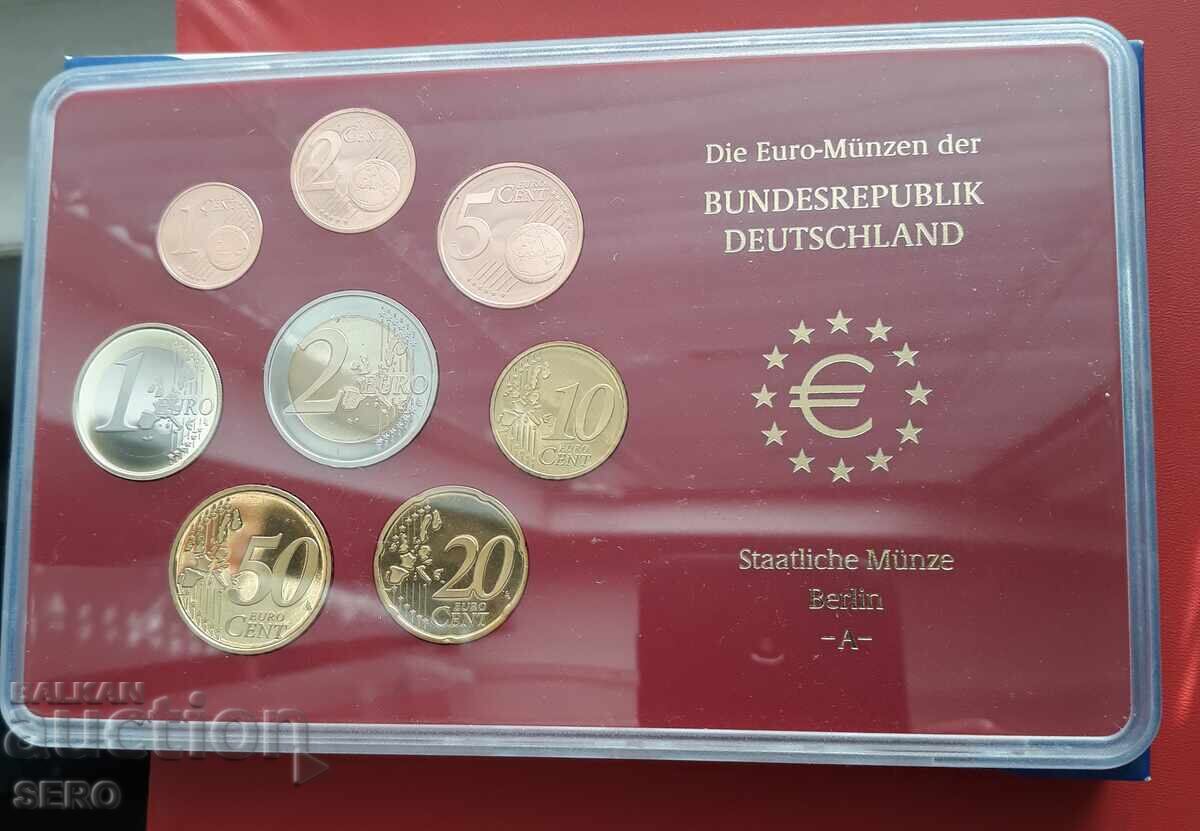 2 CENT
1 CENT
5 CENT
Die Euro-Münzen der
BUNDESREPUBLIK
DEUTSCHLAND
1 EURO
2 EURO
10
EURO
CENT
€
50
EURO
CENT
20
EURO
CENT
Staatliche Münze
Berlin
–A–
BALKAN
auction
SERO